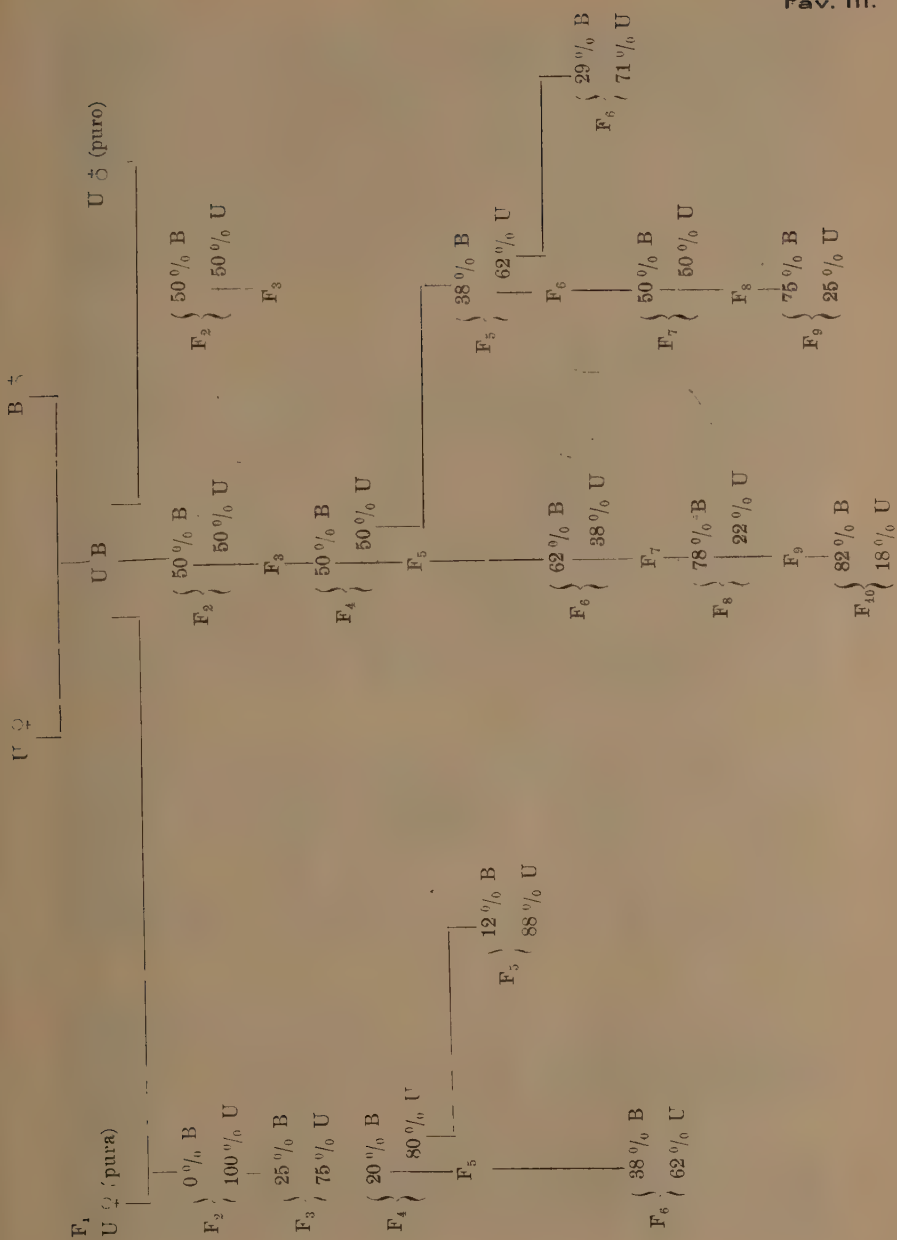 Tav. III.
U ♀
B ♂
F₁
U ♀ (pura)
U B
U ♂ (puro)
F₂ { 0 % B
100 % U
F₃ { 25 % B
75 % U
F₄ { 20 % B
80 % U
F₅
F₅ { 12 % B
88 % U
F₆ { 38 % B
62 % U
F₂ { 50 % B
50 % U
F₃
F₄ { 50 % B
50 % U
F₅
F₆ { 62 % B
38 % U
F₇
F₈ { 78 % B
22 % U
F₉
F₁₀ { 82 % B
18 % U
F₂ { 50 % B
50 % U
F₃
F₅ { 38 % B
62 % U
F₆
F₆ { 29 % B
71 % U
F₇ { 50 % B
50 % U
F₈
F₉ { 75 % B
25 % U